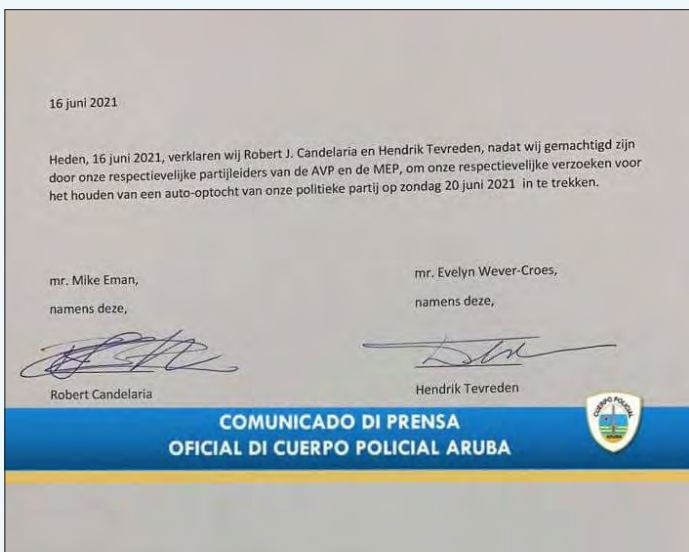 16 juni 2021
Heden, 16 juni 2021, verklaren wij Robert J. Candelaria en Hendrik Tevreden, nadat wij gemachtigd zijn
door onze respectievelijke partijleiders van de AVP en de MEP, om onze respectievelijke verzoeken voor
het houden van een auto-optocht van onze politieke partij op zondag 20 juni 2021 in te trekken.
mr. Mike Eman,
namens deze,
Robert Candelaria
mr. Evelyn Wever-Croes,
namens deze,
Hendrik Tevreden
COMUNICADO DI PRENSA
OFICIAL DI CUERPO POLICIAL ARUBA
CUERPO POLICIAL
ARUBA